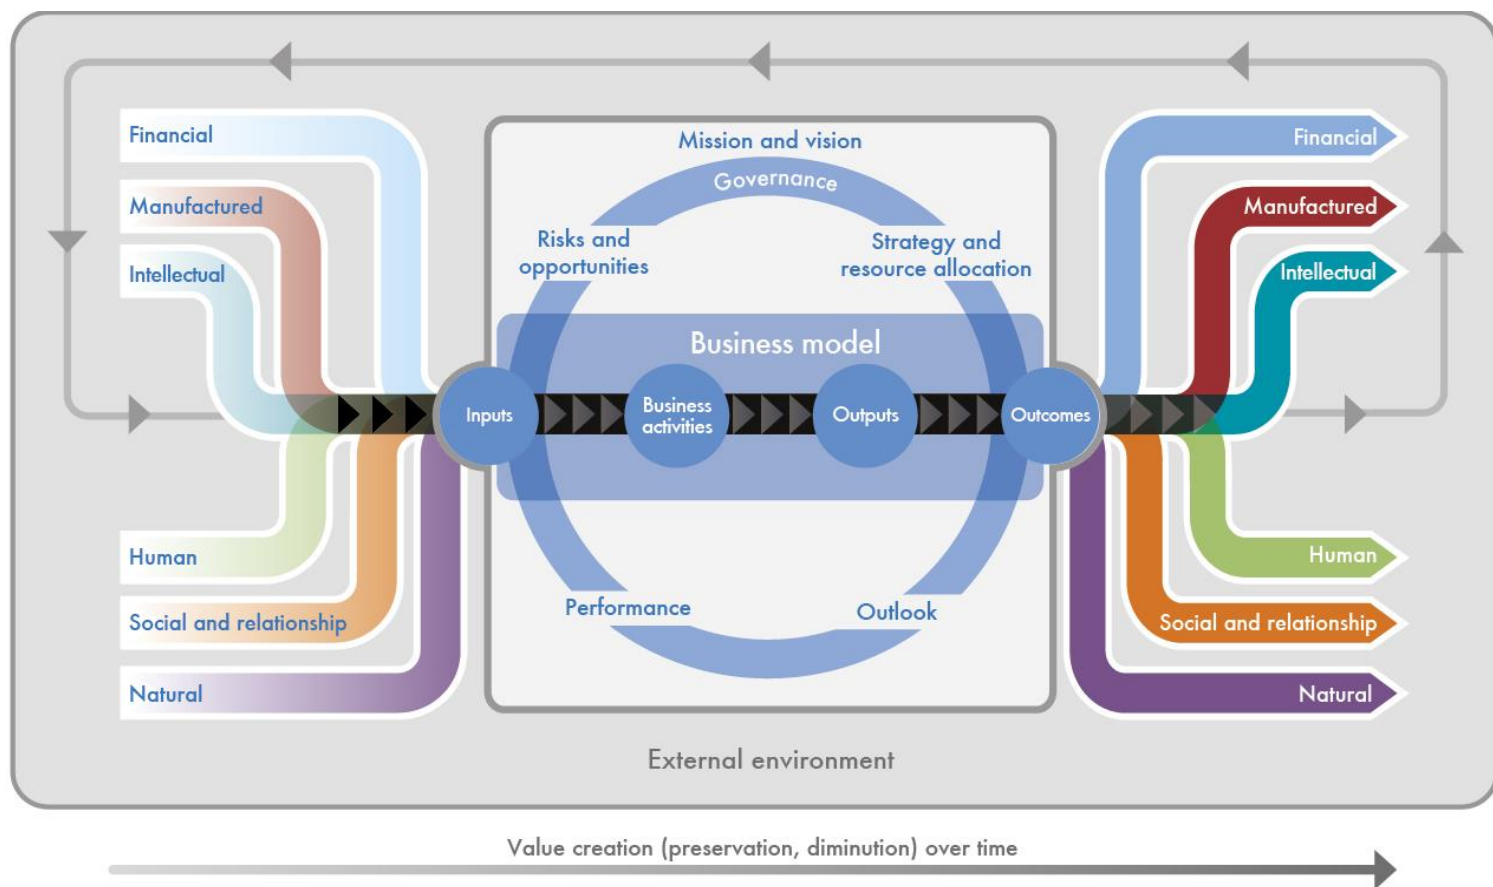 Financial
Manufactured
Intellectual
Human
Social and relationship
Natural
Mission and vision
Governance
Risks and
opportunities
Strategy and
resource allocation
Business model
Inputs
Business
activities
Outputs
Outcomes
Performance
Outlook
Financial
Manufactured
Intellectual
Human
Social and relationship
Natural
External environment
Value creation (preservation, diminution) over time